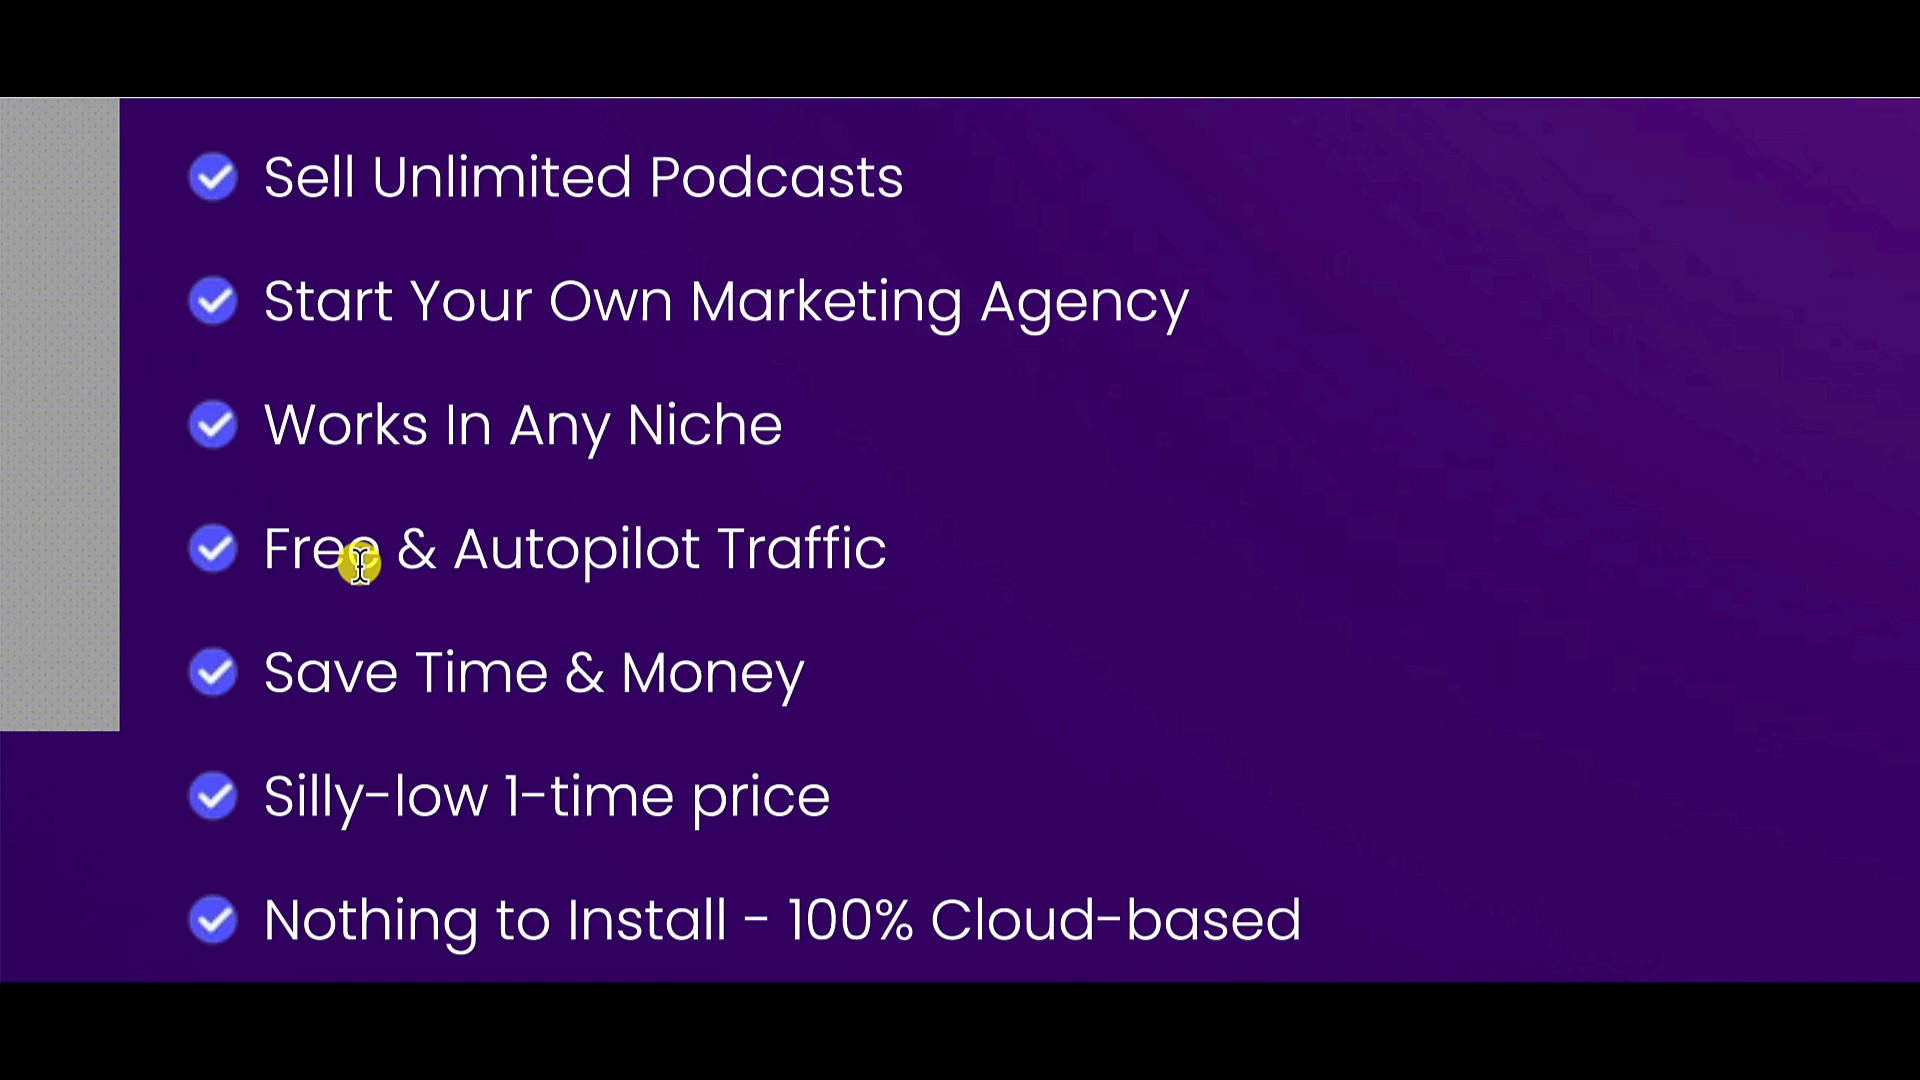 Sell Unlimited Podcasts
Start Your Own Marketing Agency
Works In Any Niche
Free & Autopilot Traffic
Save Time & Money
Silly-low 1-time price
Nothing to Install - 100% Cloud-based